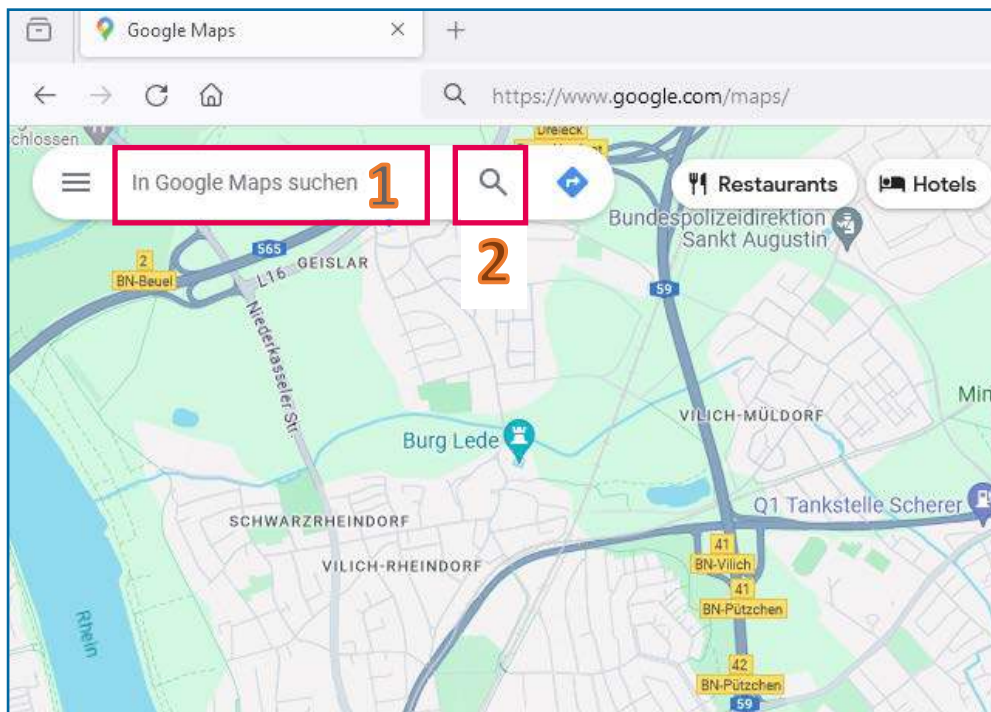 Google Maps
https://www.google.com/maps/
chlossen
Dreieck
In Google Maps suchen
1
Restaurants
Hotels
2
Bundespolizeidirektion
Sankt Augustin
565
GEISLAR
2
BN-Beuel
L16
59
Niederkasseler Str.
Min
VILICH-MÜLDORF
Burg Lede
Q1 Tankstelle Scherer
SCHWARZRHEINDORF
41
BN-Vilich
VILICH-RHEINDORF
41
BN-Pützchen
Rhein
42
BN-Pützchen
59